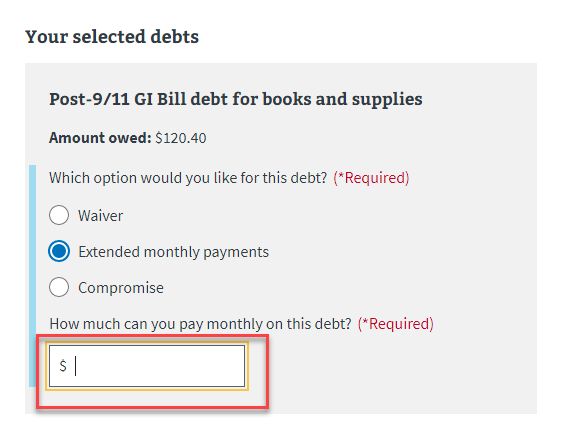 Your selected debts
Post-9/11 GI Bill debt for books and supplies
Amount owed: $120.40
Which option would you like for this debt? (*Required)
Waiver
Extended monthly payments
Compromise
How much can you pay monthly on this debt? (*Required)
$